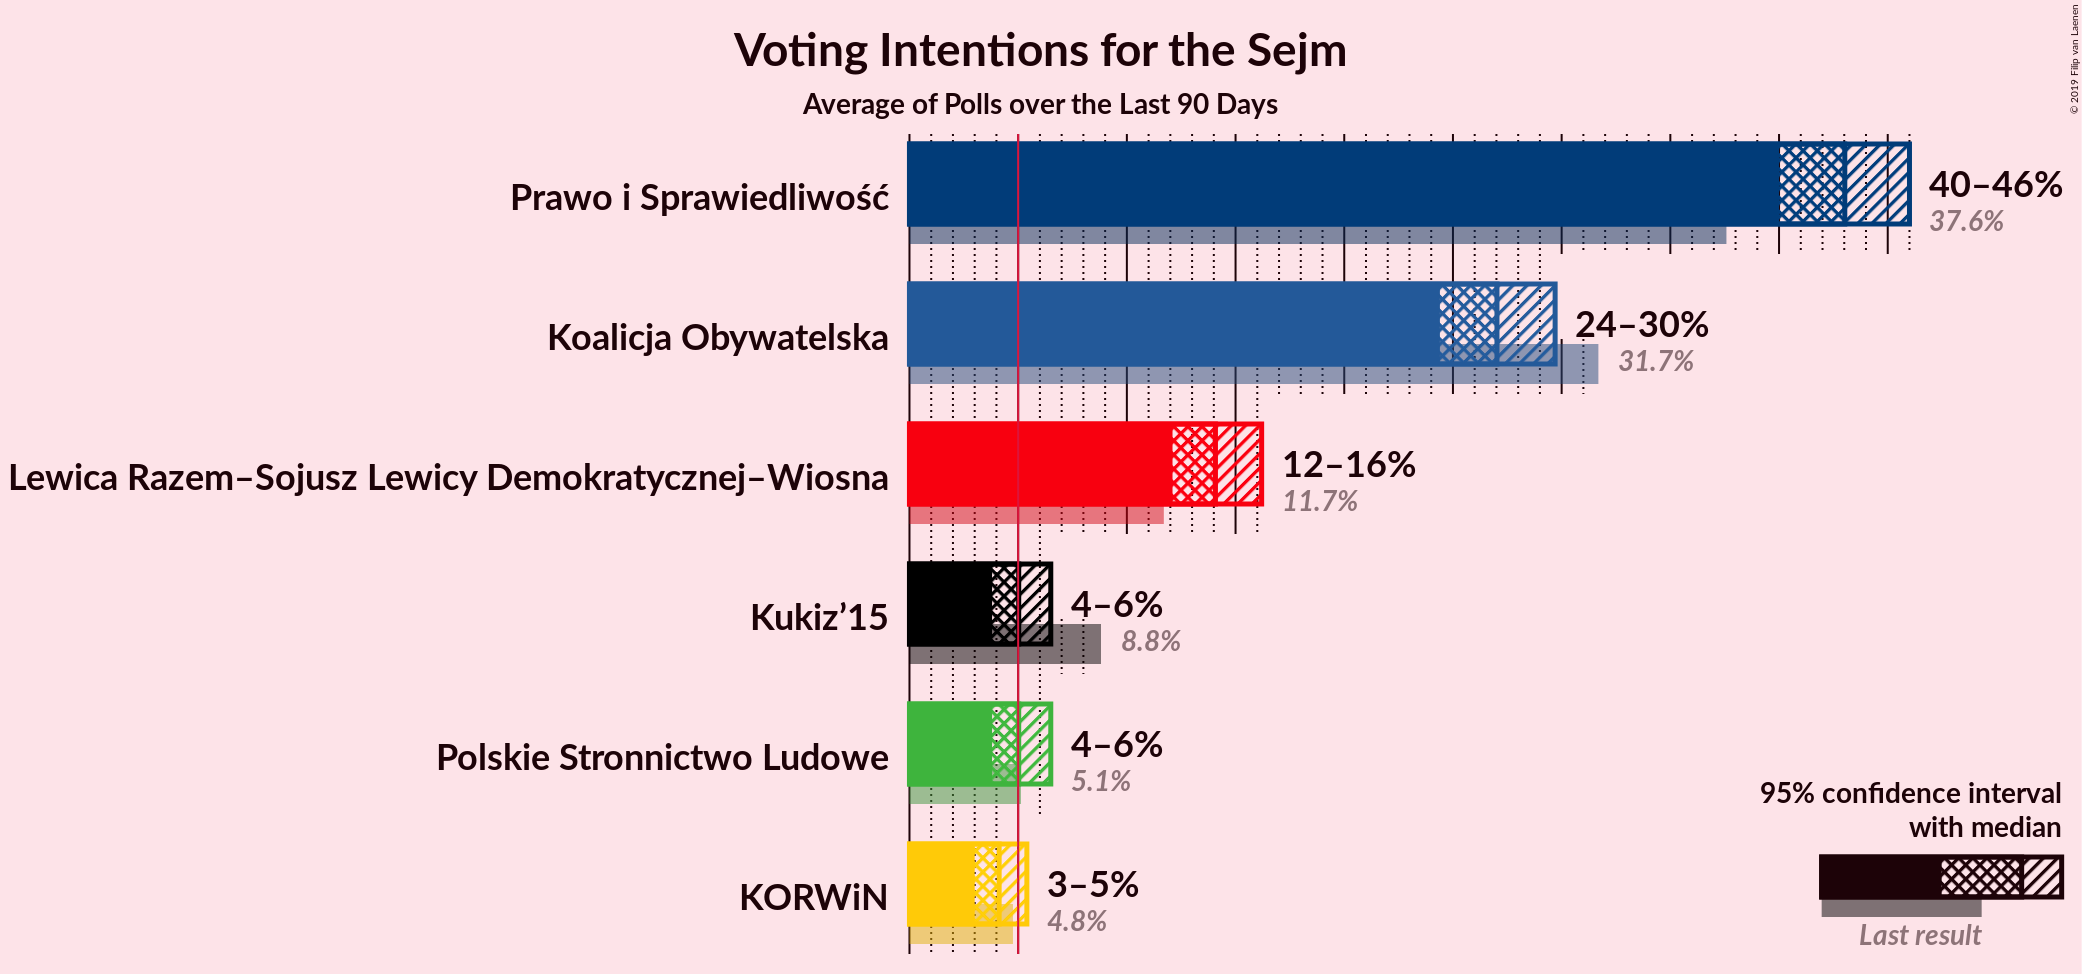 Voting Intentions for the Sejm
Average of Polls over the Last 90 Days
© 2019 Filip van Laenen
Prawo i Sprawiedliwość
40–46%
37.6%
Koalicja Obywatelska
24–30%
31.7%
Lewica Razem–Sojusz Lewicy Demokratycznej–Wiosna
12–16%
11.7%
Kukiz’15
4–6%
8.8%
Polskie Stronnictwo Ludowe
4–6%
5.1%
KORWiN
3–5%
4.8%
95% confidence interval
with median
Last result